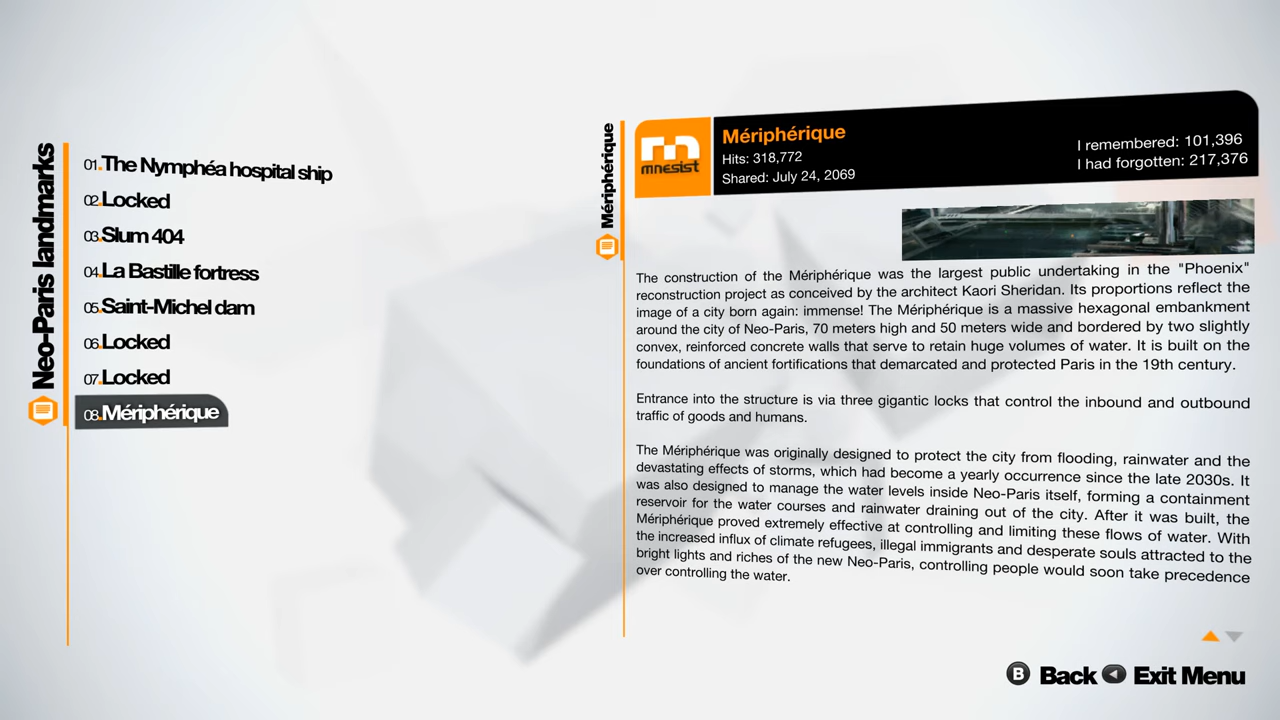 Neo-Paris landmarks
01.The Nymphéa hospital ship
02.Locked
03.Slum 404
04.La Bastille fortress
05.Saint-Michel dam
06.Locked
07.Locked
08.Mériphérique
Mériphérique
mnesist
Mériphérique
Hits: 318,772
Shared: July 24, 2069
I remembered: 101,396
I had forgotten: 217,376
The construction of the Mériphérique was the largest public undertaking in the "Phoenix"
reconstruction project as conceived by the architect Kaori Sheridan. Its proportions reflect the
image of a city born again: immense! The Mériphérique is a massive hexagonal embankment
around the city of Neo-Paris, 70 meters high and 50 meters wide and bordered by two slightly
convex, reinforced concrete walls that serve to retain huge volumes of water. It is built on the
foundations of ancient fortifications that demarcated and protected Paris in the 19th century.
Entrance into the structure is via three gigantic locks that control the inbound and outbound
traffic of goods and humans.
The Mériphérique was originally designed to protect the city from flooding, rainwater and the
devastating effects of storms, which had become a yearly occurrence since the late 2030s. It
was also designed to manage the water levels inside Neo-Paris itself, forming a containment
reservoir for the water courses and rainwater draining out of the city. After it was built, the
Mériphérique proved extremely effective at controlling and limiting these flows of water. With
the increased influx of climate refugees, illegal immigrants and desperate souls attracted to the
bright lights and riches of the new Neo-Paris, controlling people would soon take precedence
over controlling the water.
B Back Exit Menu